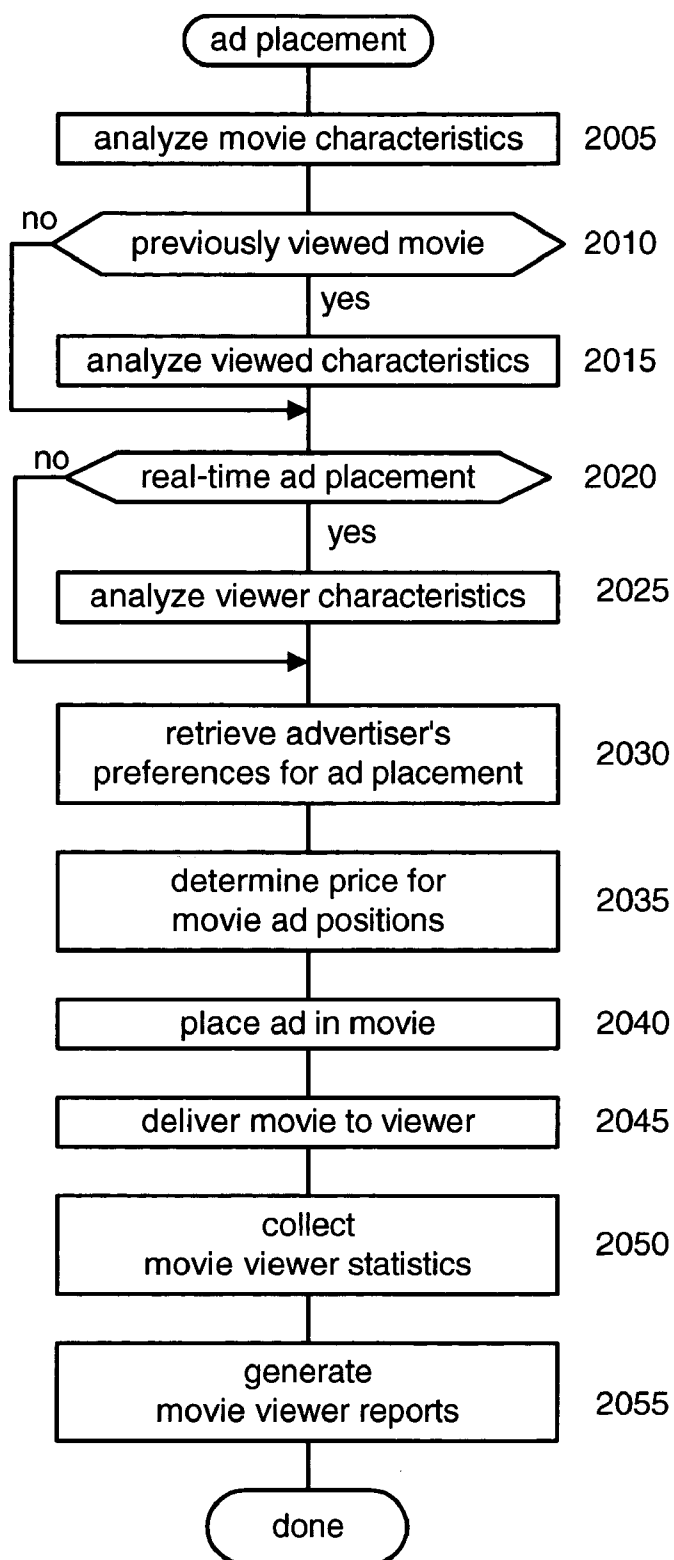 ad placement
analyze movie characteristics 2005
no
previously viewed movie 2010
yes
analyze viewed characteristics 2015
no
real-time ad placement 2020
yes
analyze viewer characteristics 2025
retrieve advertiser's
preferences for ad placement
2030
determine price for
movie ad positions
2035
place ad in movie 2040
deliver movie to viewer 2045
collect
movie viewer statistics
2050
generate
movie viewer reports
2055
done